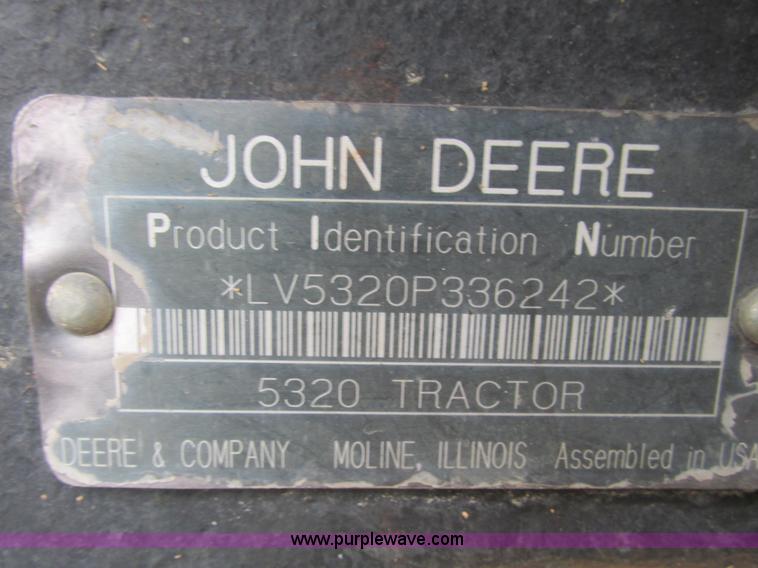 JOHN DEERE
Product Identification Number
*LV5320P336242*
5320 TRACTOR
DEERE & COMPANY MOLINE, ILLINOIS Assembled in USA
www.purplewave.com